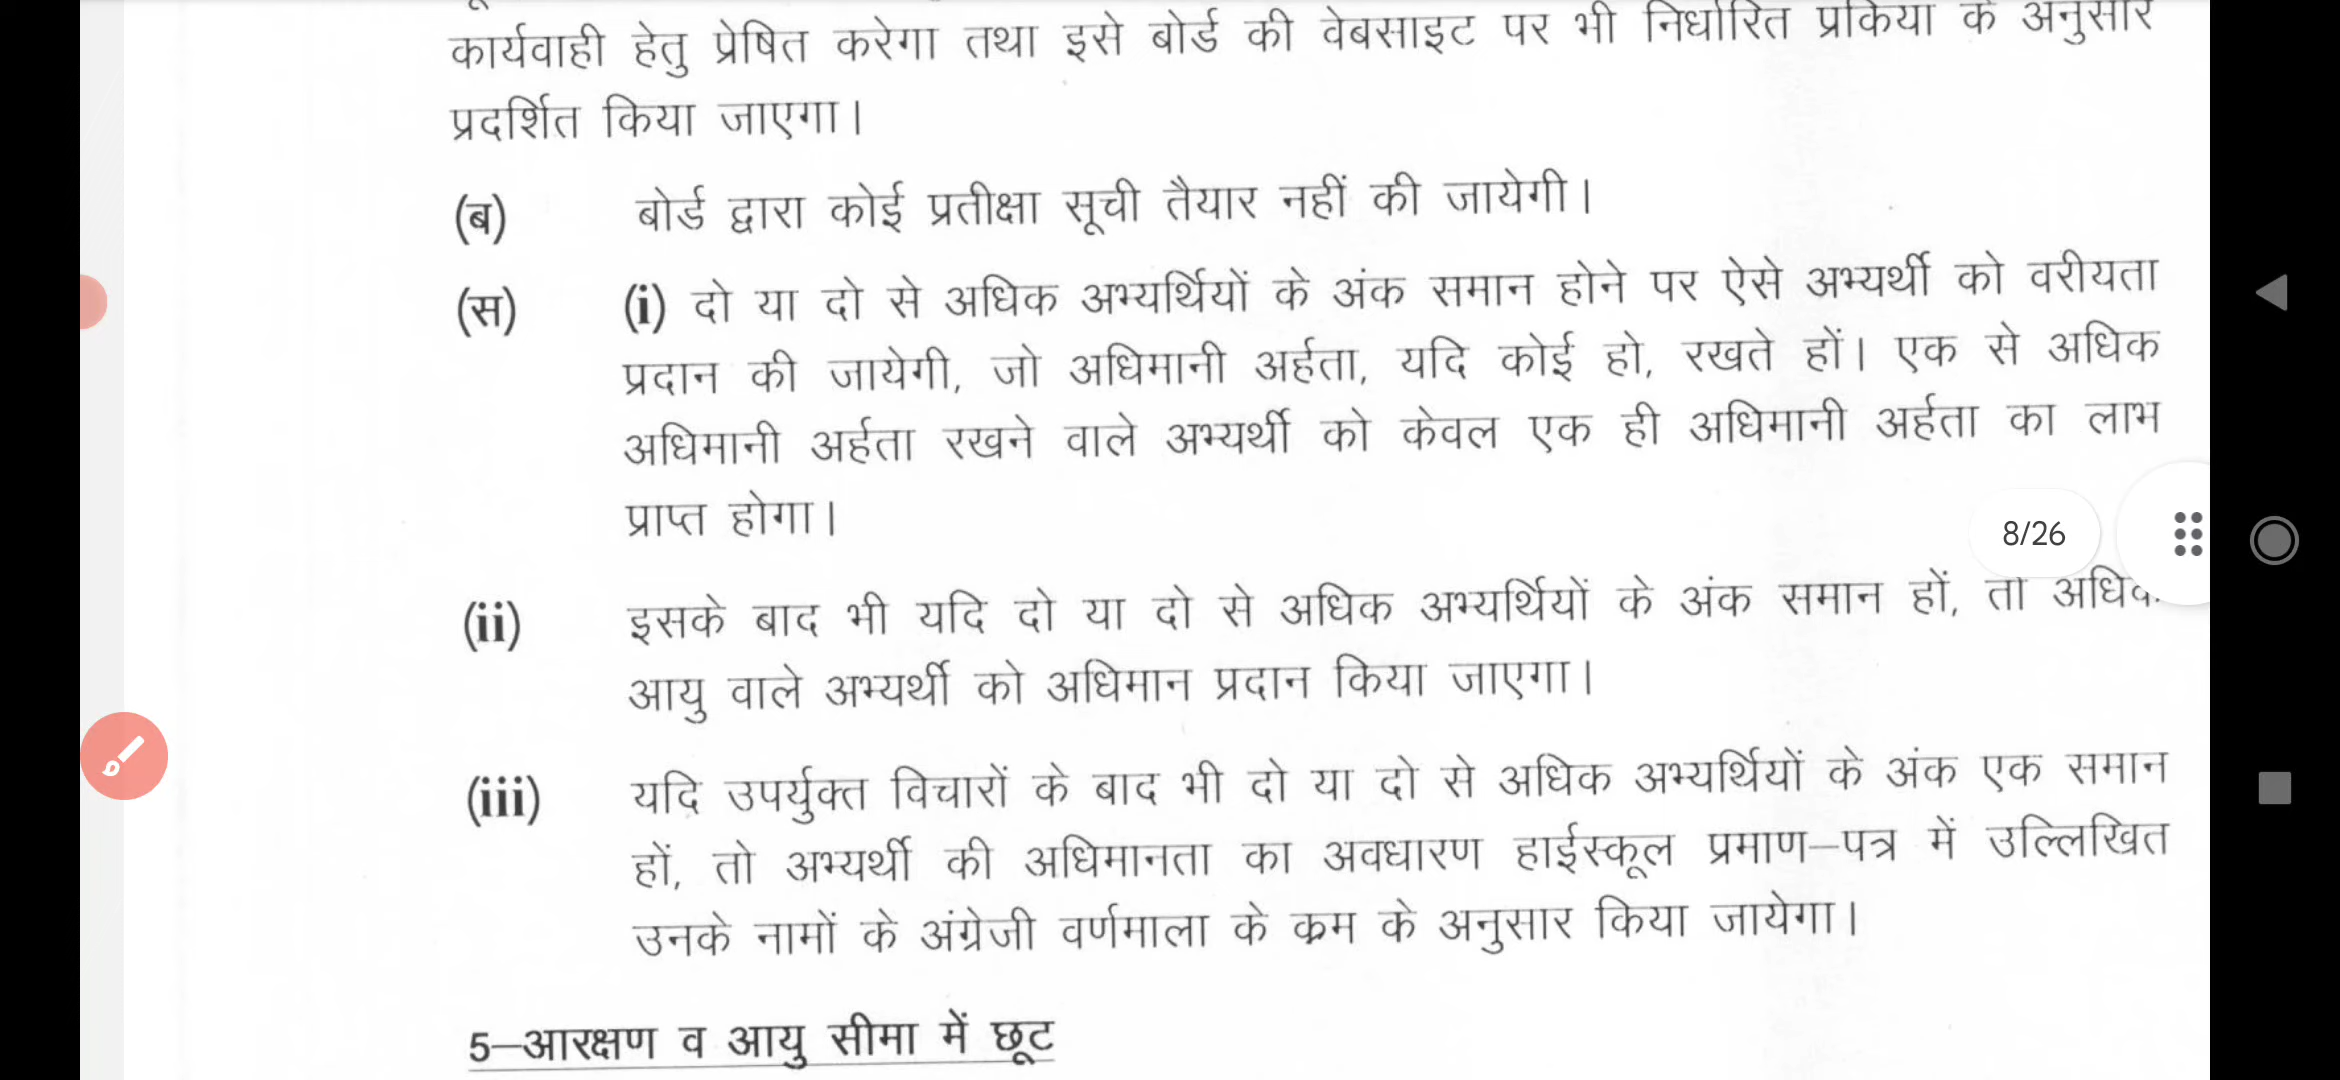 कार्यवाही हेतु प्रेषित करेगा तथा इसे बोर्ड की वेबसाइट पर भी निर्धारित प्रकिया के अनुसार
प्रदर्शित किया जाएगा।
(ब) बोर्ड द्वारा कोई प्रतीक्षा सूची तैयार नहीं की जायेगी।
(स) (i) दो या दो से अधिक अभ्यर्थियों के अंक समान होने पर ऐसे अभ्यर्थी को वरीयता
प्रदान की जायेगी, जो अधिमानी अर्हता, यदि कोई हो, रखते हों। एक से अधिक
अधिमानी अर्हता रखने वाले अभ्यर्थी को केवल एक ही अधिमानी अर्हता का लाभ
प्राप्त होगा।
8/26
(ii) इसके बाद भी यदि दो या दो से अधिक अभ्यर्थियों के अंक समान हों, तो अधिक
आयु वाले अभ्यर्थी को अधिमान प्रदान किया जाएगा।
(iii) यदि उपर्युक्त विचारों के बाद भी दो या दो से अधिक अभ्यर्थियों के अंक एक समान
हों, तो अभ्यर्थी की अधिमानता का अवधारण हाईस्कूल प्रमाण–पत्र में उल्लिखित
उनके नामों के अंग्रेजी वर्णमाला के कम के अनुसार किया जायेगा।
5–आरक्षण व आयु सीमा में छूट